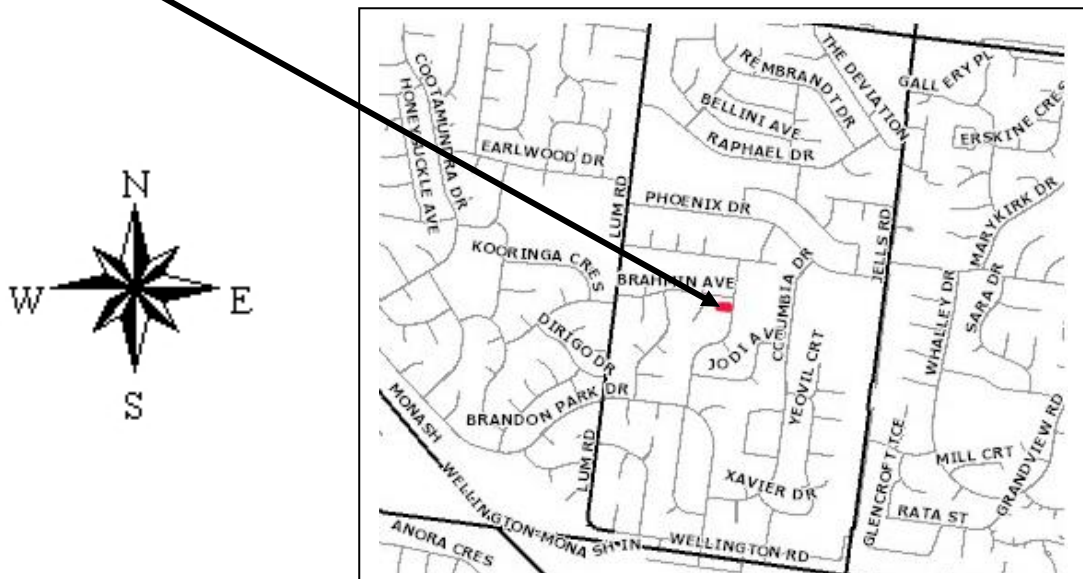 N
W
E
S
COOTAMUNDRA DR
HONEYSUCKLE AVE
EARLWOOD DR
LUM RD
REMBRANDT DR
THE DEVIATION
GALLERY PL
BELLINI AVE
ERSKINE CRES
RAPHAEL DR
PHOENIX DR
MARYKIRK DR
JELLS RD
KOORINGA CRES
BRAHMIN AVE
COLUMBIA DR
SARA DR
WHALLEY DR
DIRIGO DR
JODI AVE
YEOVIL CRT
BRANDON PARK DR
MONASH
LUM RD
XAVIER DR
MILL CRT
GRANDVIEW RD
GLENCROFT TCE
RATA ST
WELLINGTON-MONASH IN
WELLINGTON RD
ANORA CRES